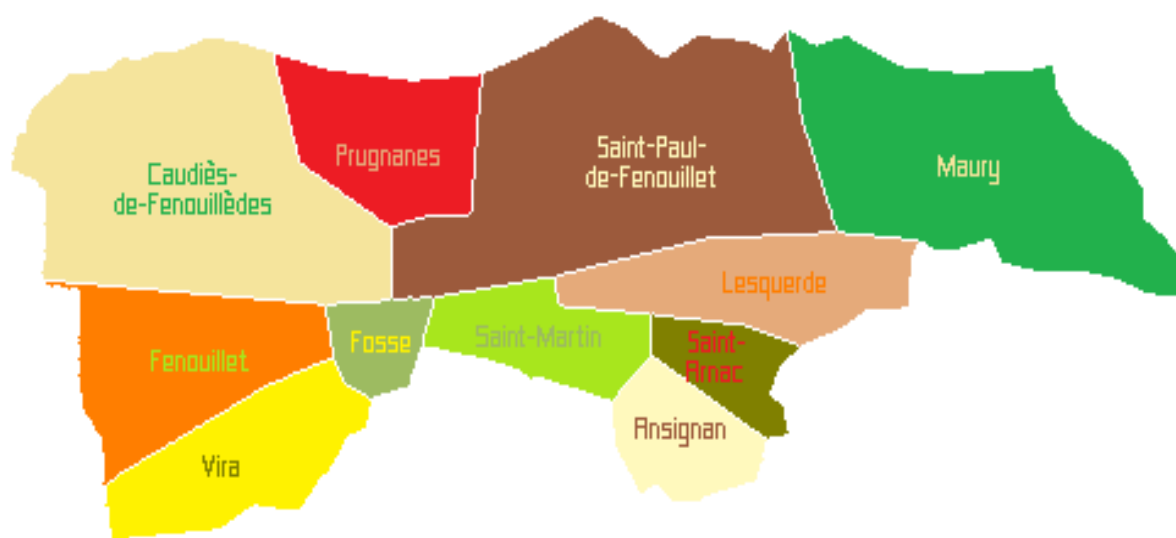 Caudiès-
de-Fenouillèdes
Prugnanes
Saint-Paul-
de-Fenouillet
Maury
Lesquerde
Fenouillet
Fosse
Saint-Martin
Saint-
Arnac
Ansignan
Vira